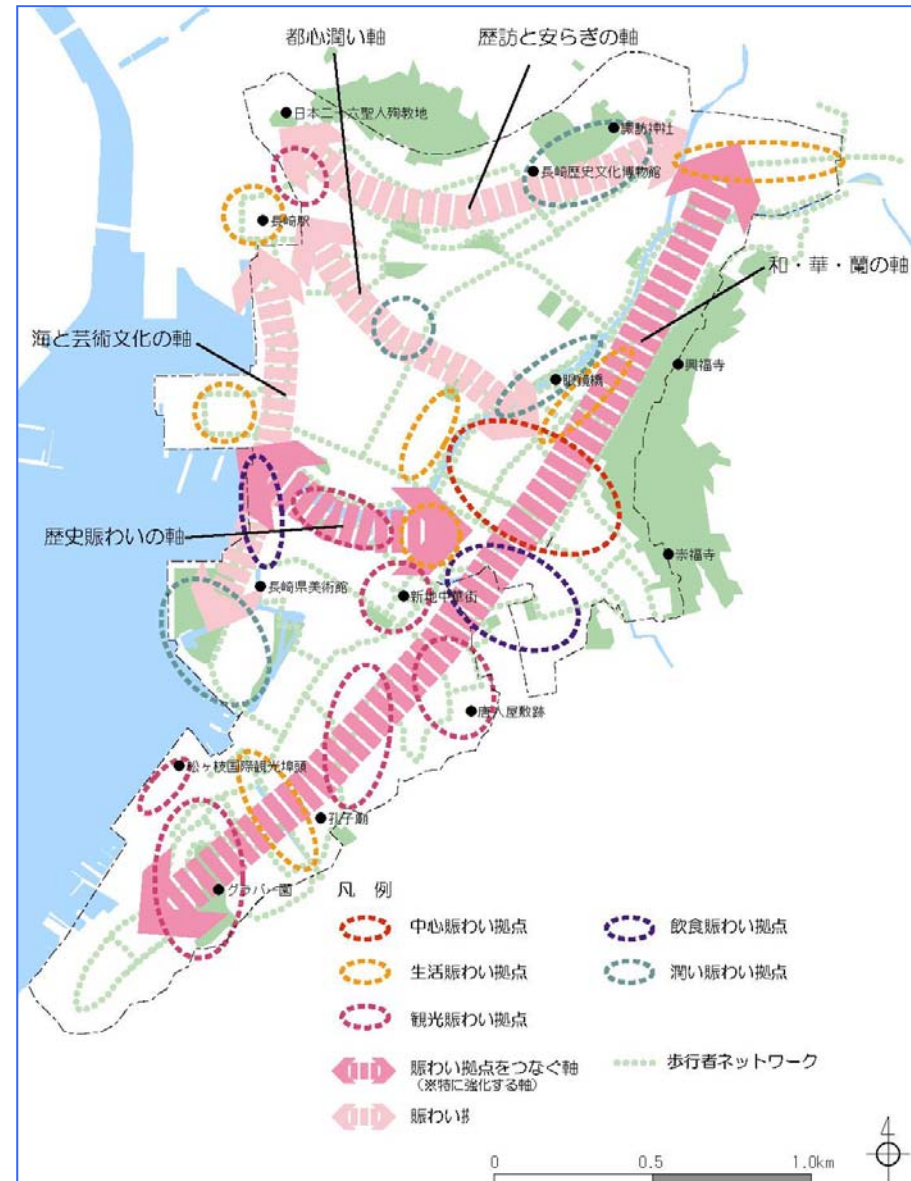 都心潤い軸
歴訪と安らぎの軸
日本二十六聖人殉教地
諏訪神社
長崎歴史文化博物館
長崎駅
和・華・蘭の軸
海と芸術文化の軸
眼鏡橋
興福寺
歴史賑わいの軸
崇福寺
長崎県美術館
新地中華街
唐人屋敷跡
松ヶ枝国際観光埠頭
孔子廟
グラバー園
凡 例
中心賑わい拠点
飲食賑わい拠点
生活賑わい拠点
潤い賑わい拠点
観光賑わい拠点
賑わい拠点をつなぐ軸
(※特に強化する軸)
歩行者ネットワーク
賑わい
4
0 0.5 1.0km